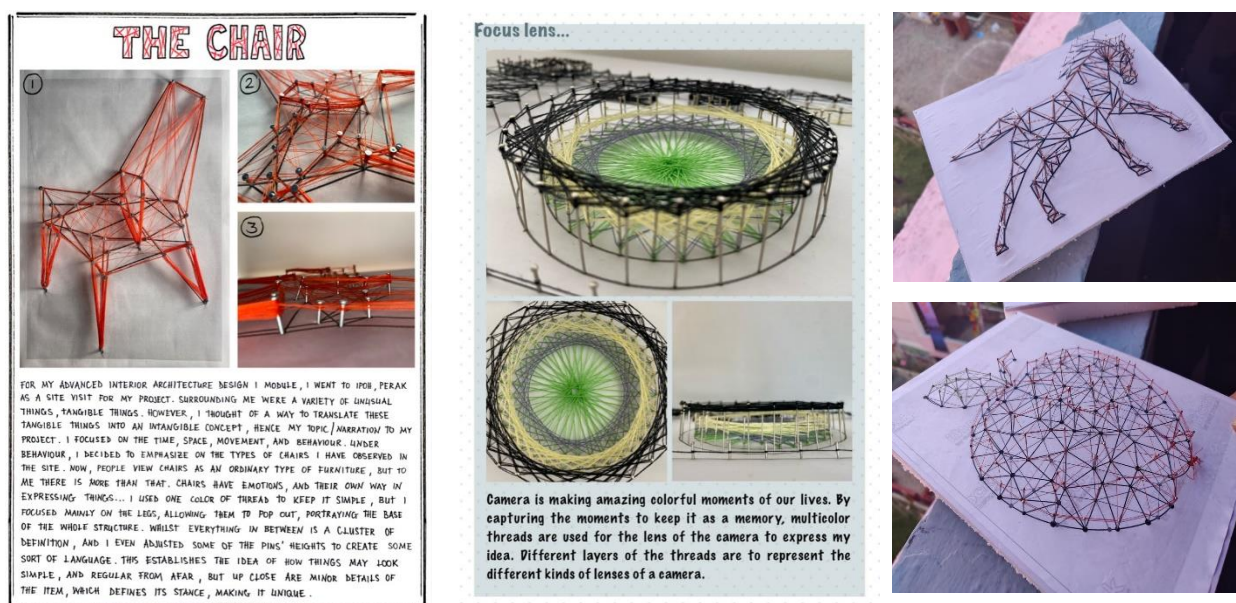 THE CHAIR
1
2
3
FOR MY ADVANCED INTERIOR ARCHITECTURE DESIGN I MODULE, I WENT TO IPOH, PERAK
AS A SITE VISIT FOR MY PROJECT. SURROUNDING ME WERE A VARIETY OF UNUSUAL
THINGS, TANGIBLE THINGS. HOWEVER, I THOUGHT OF A WAY TO TRANSLATE THESE
TANGIBLE THINGS INTO AN INTANGIBLE CONCEPT, HENCE MY TOPIC/NARRATION TO MY
PROJECT. I FOCUSED ON THE TIME, SPACE, MOVEMENT, AND BEHAVIOUR. UNDER
BEHAVIOUR, I DECIDED TO EMPHASIZE ON THE TYPES OF CHAIRS I HAVE OBSERVED IN
THE SITE. NOW, PEOPLE VIEW CHAIRS AS AN ORDINARY TYPE OF FURNITURE, BUT TO
ME THERE IS MORE THAN THAT. CHAIRS HAVE EMOTIONS, AND THEIR OWN WAY IN
EXPRESSING THINGS... I USED ONE COLOR OF THREAD TO KEEP IT SIMPLE, BUT I
FOCUSED MAINLY ON THE LEGS, ALLOWING THEM TO POP OUT, PORTRAYING THE BASE
OF THE WHOLE STRUCTURE. WHILST EVERYTHING IN BETWEEN IS A CLUSTER OF
DEFINITION, AND I EVEN ADJUSTED SOME OF THE PINS' HEIGHTS TO CREATE SOME
SORT OF LANGUAGE. THIS ESTABLISHES THE IDEA OF HOW THINGS MAY LOOK
SIMPLE, AND REGULAR FROM AFAR, BUT UP CLOSE ARE MINOR DETAILS OF
THE ITEM, WHICH DEFINES ITS STANCE, MAKING IT UNIQUE.
Focus lens...
Camera is making amazing colorful moments of our lives. By
capturing the moments to keep it as a memory, multicolor
threads are used for the lens of the camera to express my
idea. Different layers of the threads are to represent the
different kinds of lenses of a camera.